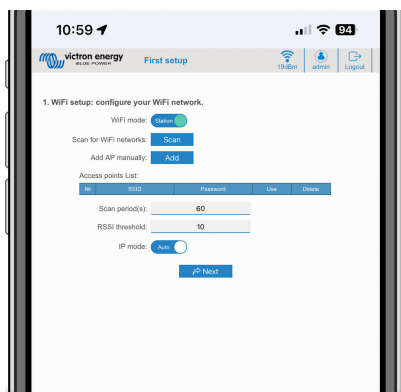 10:59
94
victron energy
BLUE POWER
First setup
19dBm
admin
Logout
1. WiFi setup: configure your WiFi network.
WiFi mode: Station
Scan for WiFi networks: Scan
Add AP manually: Add
Access points List:
№ SSID Password Use Delete
Scan period(s): 60
RSSI threshold: 10
IP mode: Auto
Next